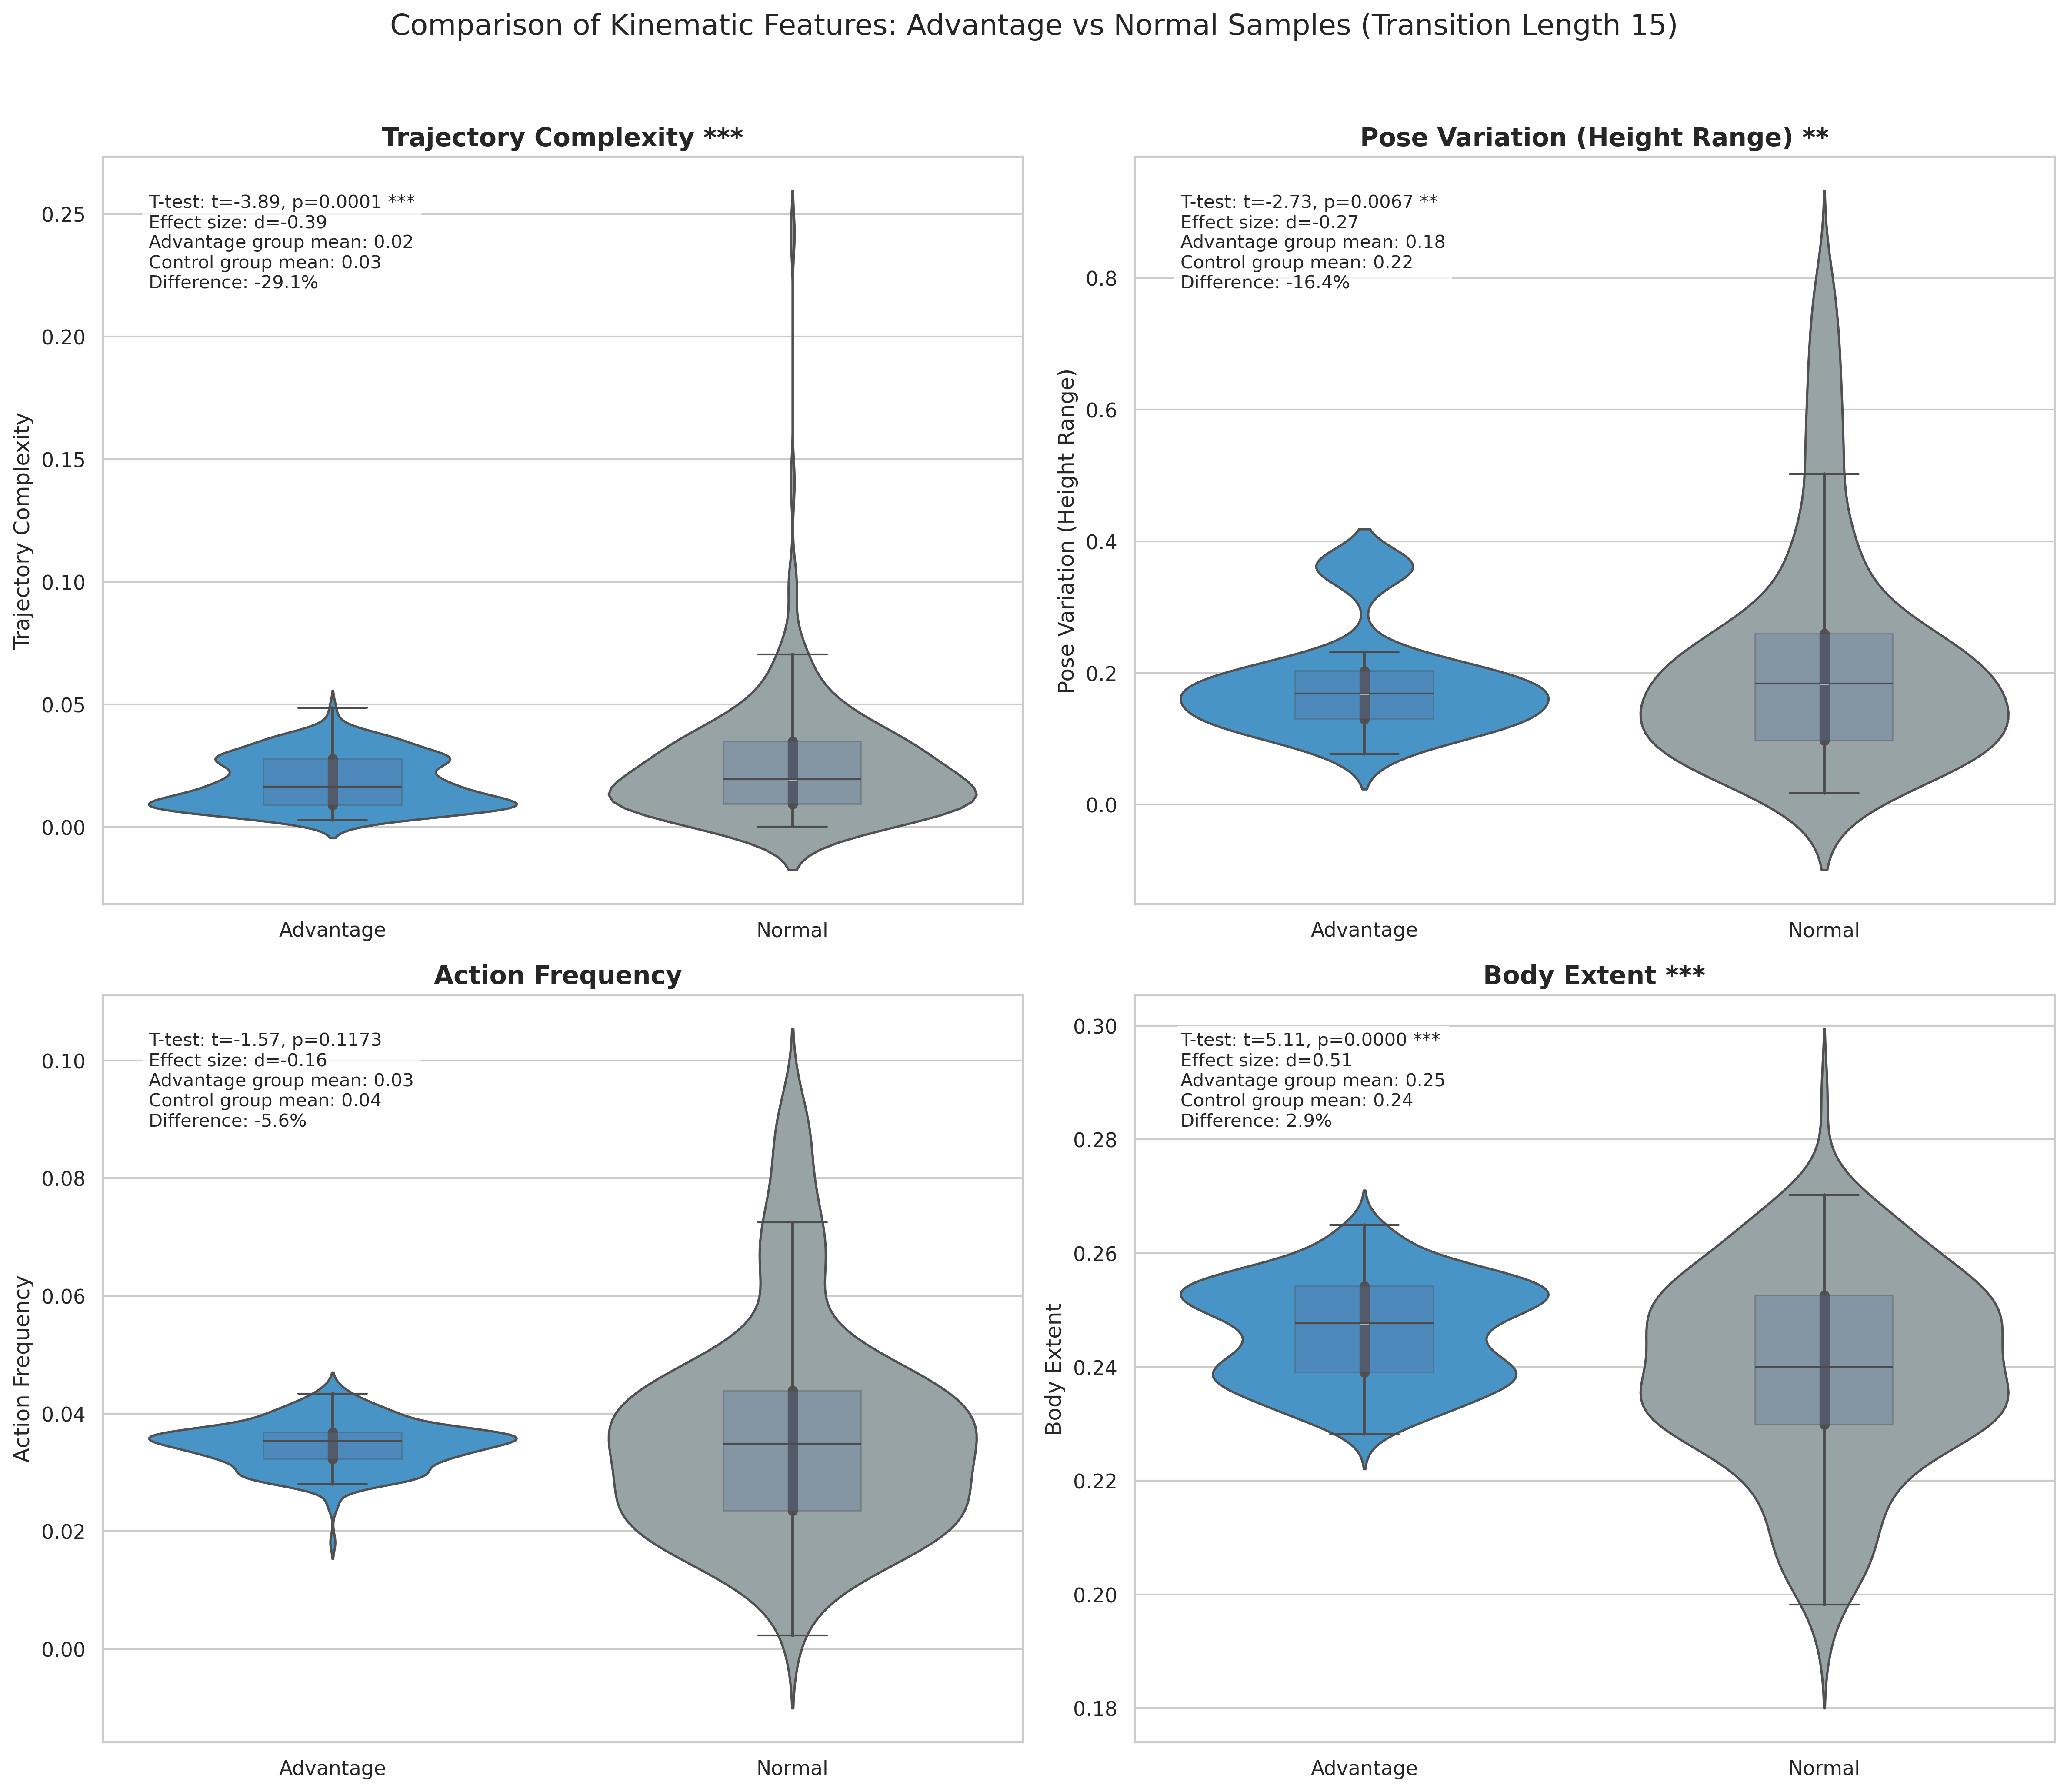 Comparison of Kinematic Features: Advantage vs Normal Samples (Transition Length 15)
Trajectory Complexity ***
T-test: t=-3.89, p=0.0001 ***
Effect size: d=-0.39
Advantage group mean: 0.02
Control group mean: 0.03
Difference: -29.1%
Trajectory Complexity
0.25
0.20
0.15
0.10
0.05
0.00
Advantage
Normal
Pose Variation (Height Range) **
T-test: t=-2.73, p=0.0067 **
Effect size: d=-0.27
Advantage group mean: 0.18
Control group mean: 0.22
Difference: -16.4%
Pose Variation (Height Range)
0.8
0.6
0.4
0.2
0.0
Advantage
Normal
Action Frequency
T-test: t=-1.57, p=0.1173
Effect size: d=-0.16
Advantage group mean: 0.03
Control group mean: 0.04
Difference: -5.6%
Action Frequency
0.10
0.08
0.06
0.04
0.02
0.00
Advantage
Normal
Body Extent ***
T-test: t=5.11, p=0.0000 ***
Effect size: d=0.51
Advantage group mean: 0.25
Control group mean: 0.24
Difference: 2.9%
Body Extent
0.30
0.28
0.26
0.24
0.22
0.20
0.18
Advantage
Normal